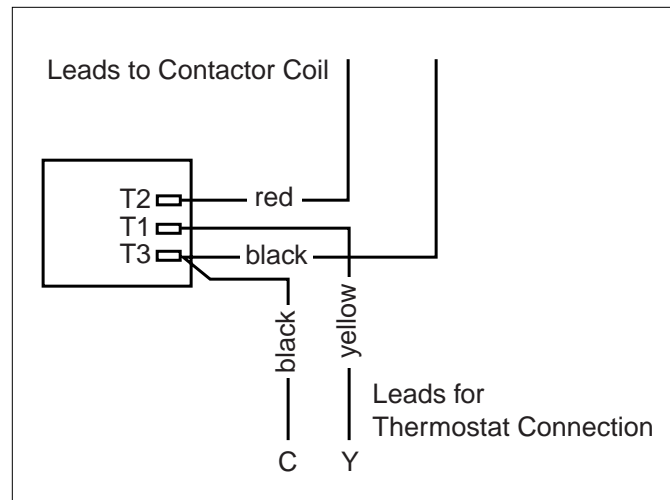 Leads to Contactor Coil
T2
red
T1
T3
black
black
yellow
Leads for
Thermostat Connection
C
Y